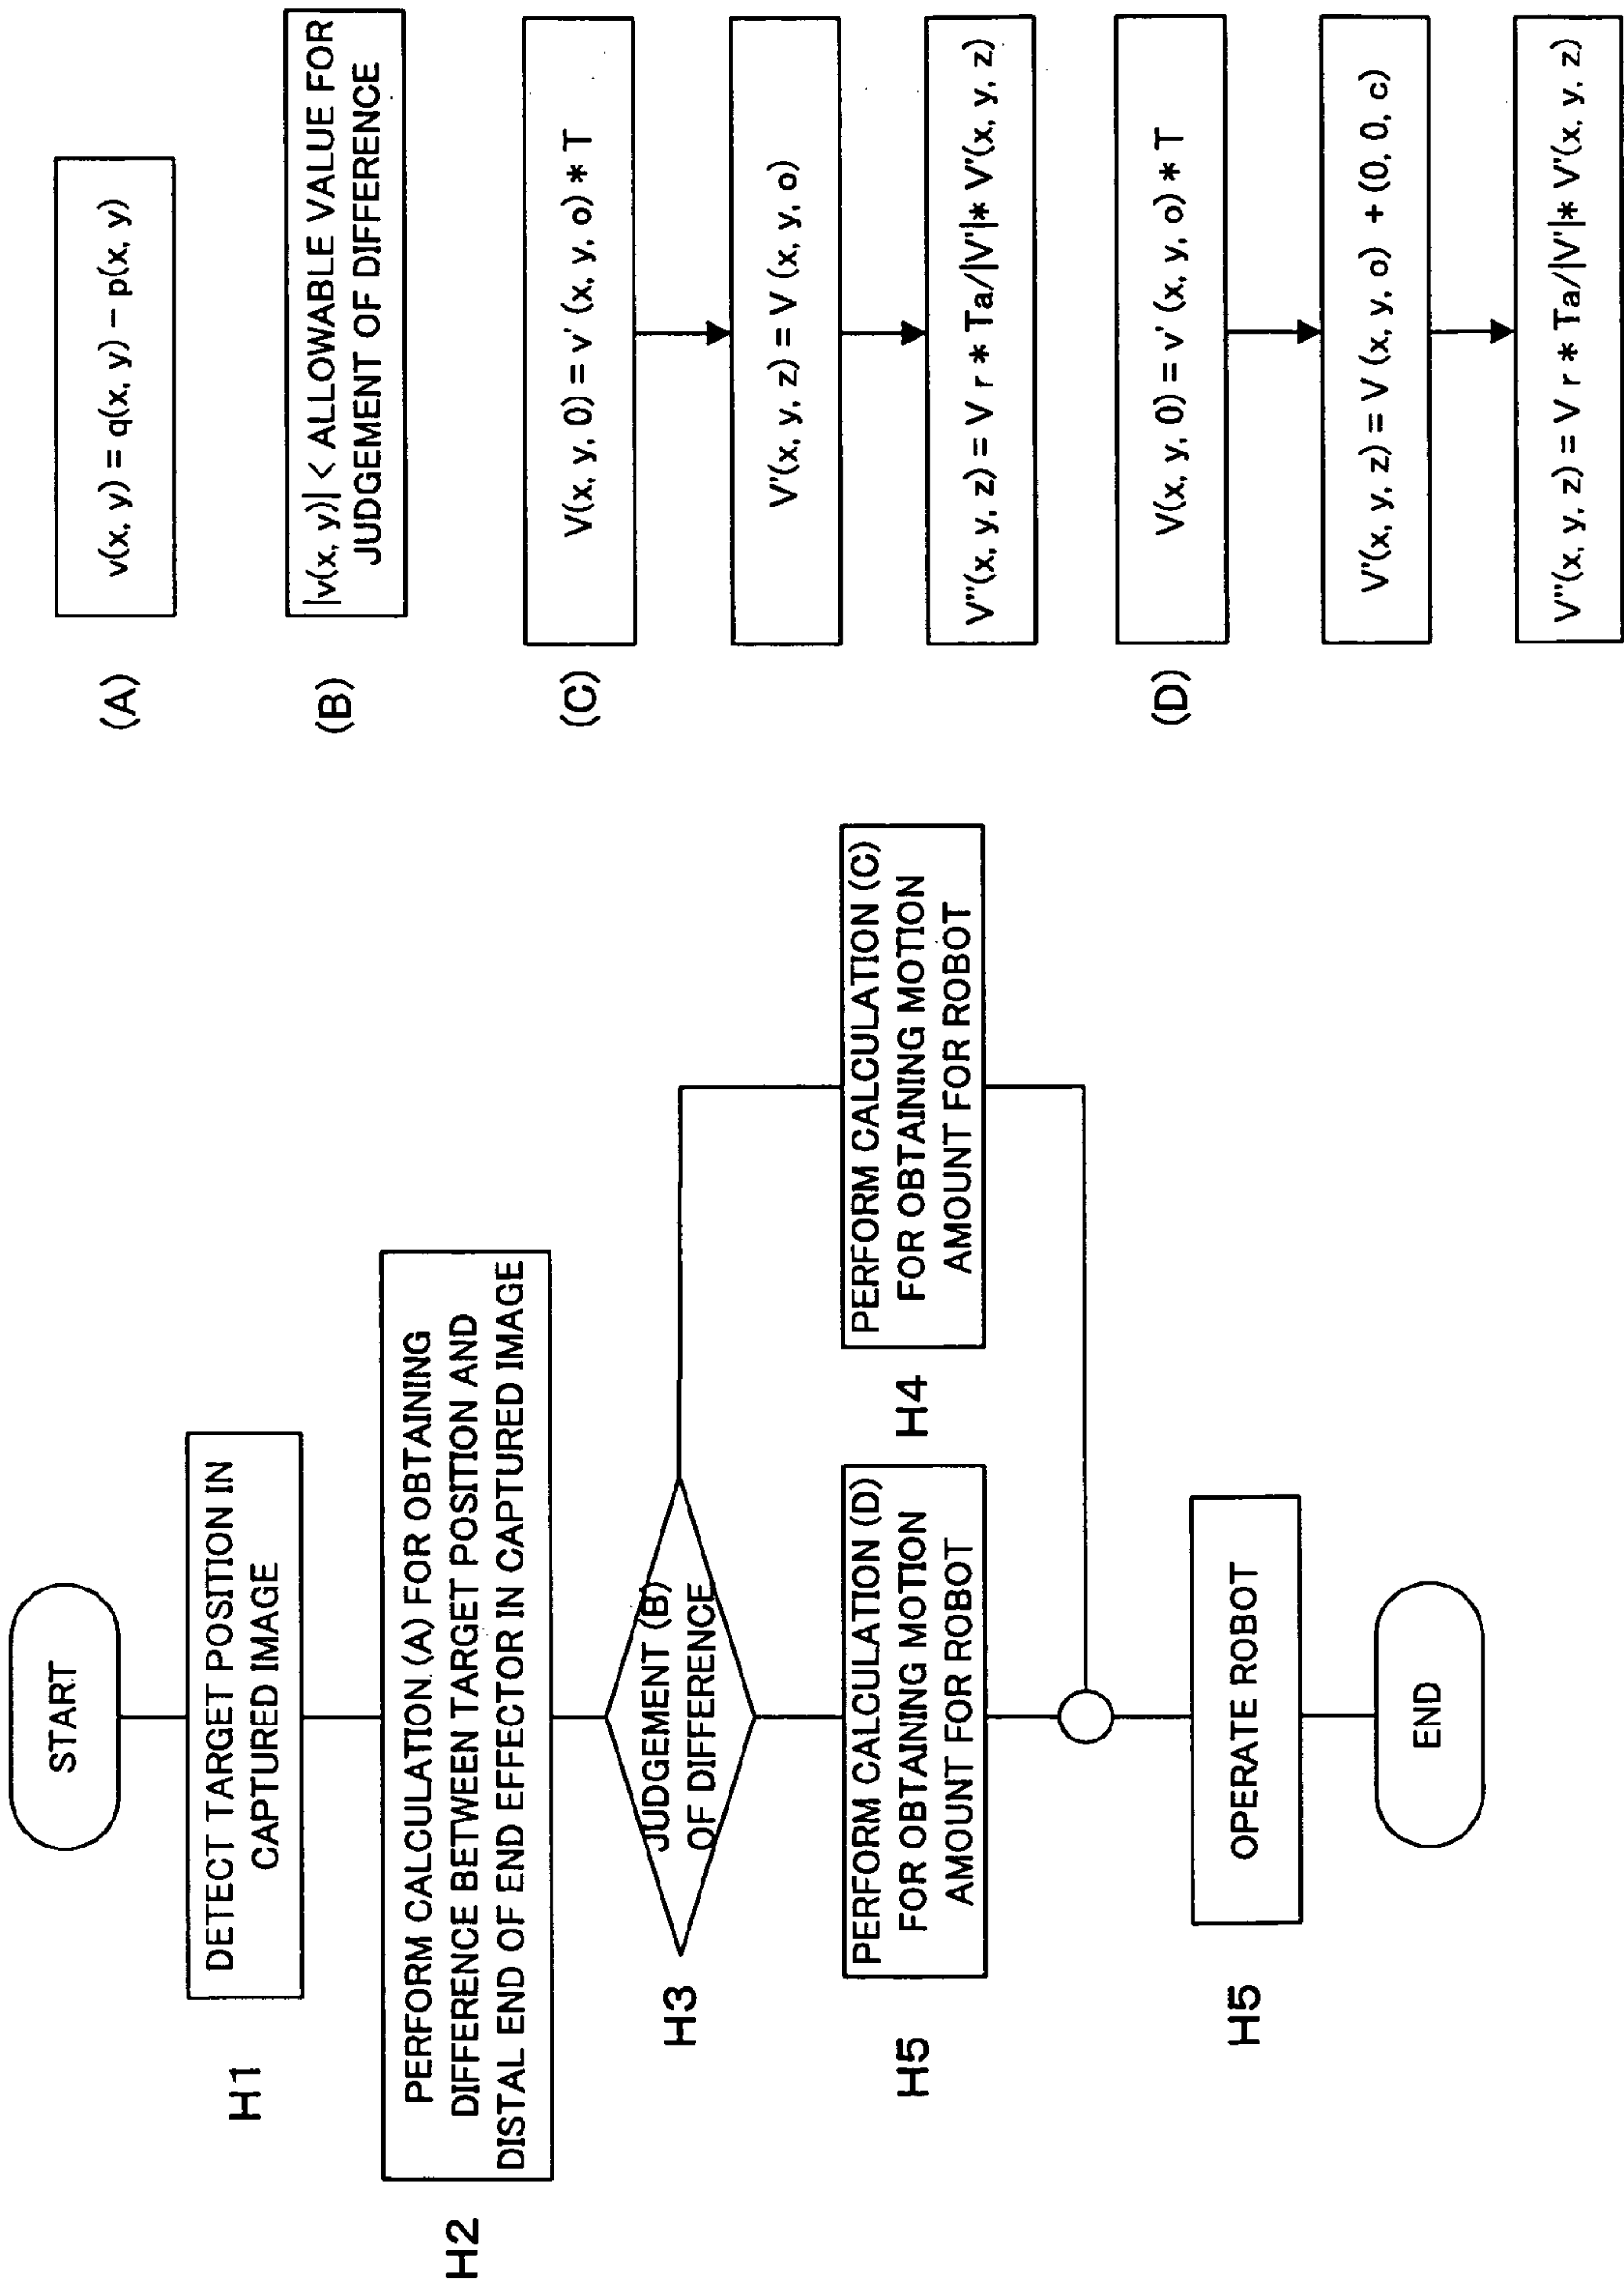 START
H1
DETECT TARGET POSITION IN
CAPTURED IMAGE
H2
PERFORM CALCULATION (A) FOR OBTAINING
DIFFERENCE BETWEEN TARGET POSITION AND
DISTAL END OF END EFFECTOR IN CAPTURED IMAGE
H3
JUDGEMENT (B)
OF DIFFERENCE
H5
PERFORM CALCULATION (D)
FOR OBTAINING MOTION
AMOUNT FOR ROBOT
H4
PERFORM CALCULATION (C)
FOR OBTAINING MOTION
AMOUNT FOR ROBOT
H5
OPERATE ROBOT
END
(A)
v(x, y) = q(x, y) − p(x, y)
(B)
|v(x, y)| < ALLOWABLE VALUE FOR
JUDGEMENT OF DIFFERENCE
(C)
V(x, y, 0) = v' (x, y, o) * T
V'(x, y, z) = V (x, y, o)
V''(x, y, z) = V r * Ta/|V'|* V'(x, y, z)
(D)
V(x, y, 0) = v' (x, y, o) * T
V'(x, y, z) = V (x, y, o) + (0, 0, c)
V''(x, y, z) = V r * Ta/|V'|* V'(x, y, z)